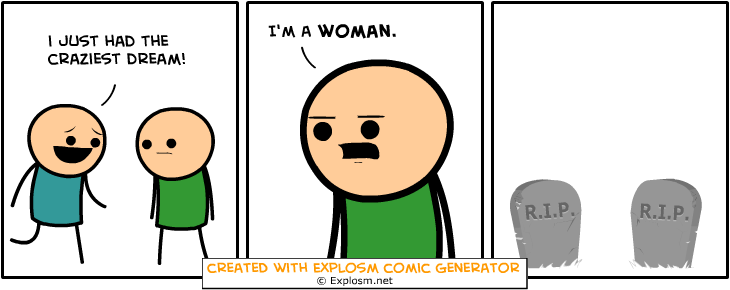 I JUST HAD THE
CRAZIEST DREAM!
I'M A WOMAN.
R.I.P.
R.I.P.
CREATED WITH EXPLOSM COMIC GENERATOR
© Explosm.net